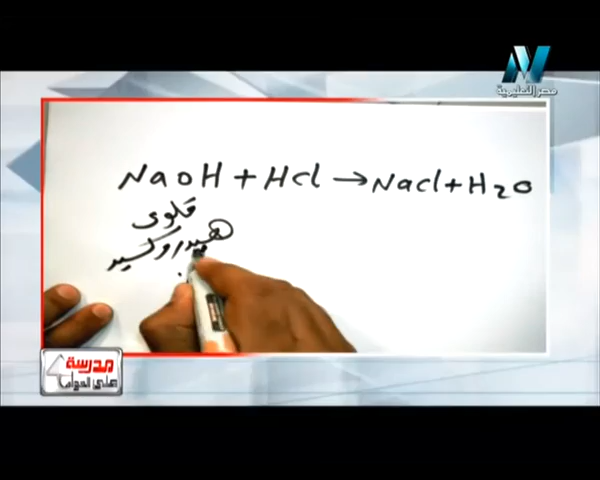 مصر التعليمية
NaOH + HCl → NaCl + H₂O
قلوى
هيدروكسيد
مدرسة
على الهواء